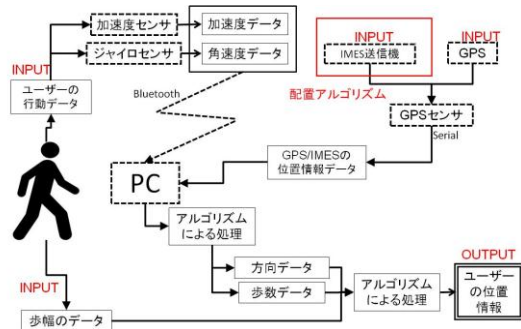 加速度センサ
加速度データ
ジャイロセンサ
角速度データ
INPUT
ユーザーの
行動データ
Bluetooth
INPUT
IMES送信機
INPUT
GPS
配置アルゴリズム
GPSセンサ
Serial
GPS/IMESの
位置情報データ
PC
アルゴリズム
による処理
方向データ
歩数データ
アルゴリズム
による処理
OUTPUT
ユーザー
の位置
情報
INPUT
歩幅のデータ